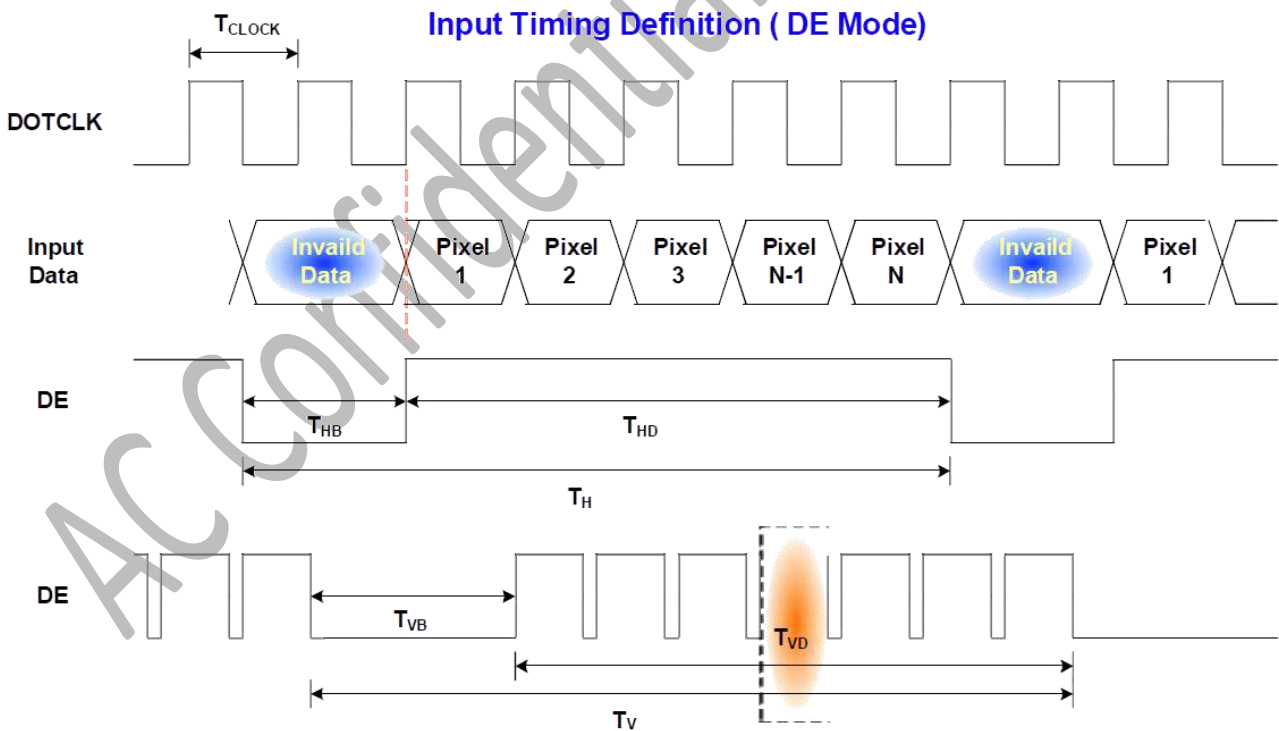 Input Timing Definition ( DE Mode)
TCLOCK
DOTCLK
Input
Data
Invaild
Data
Pixel
1
Pixel
2
Pixel
3
Pixel
N-1
Pixel
N
Invaild
Data
Pixel
1
DE
THB
THD
TH
DE
TVB
TVD
TV
AC Confidential